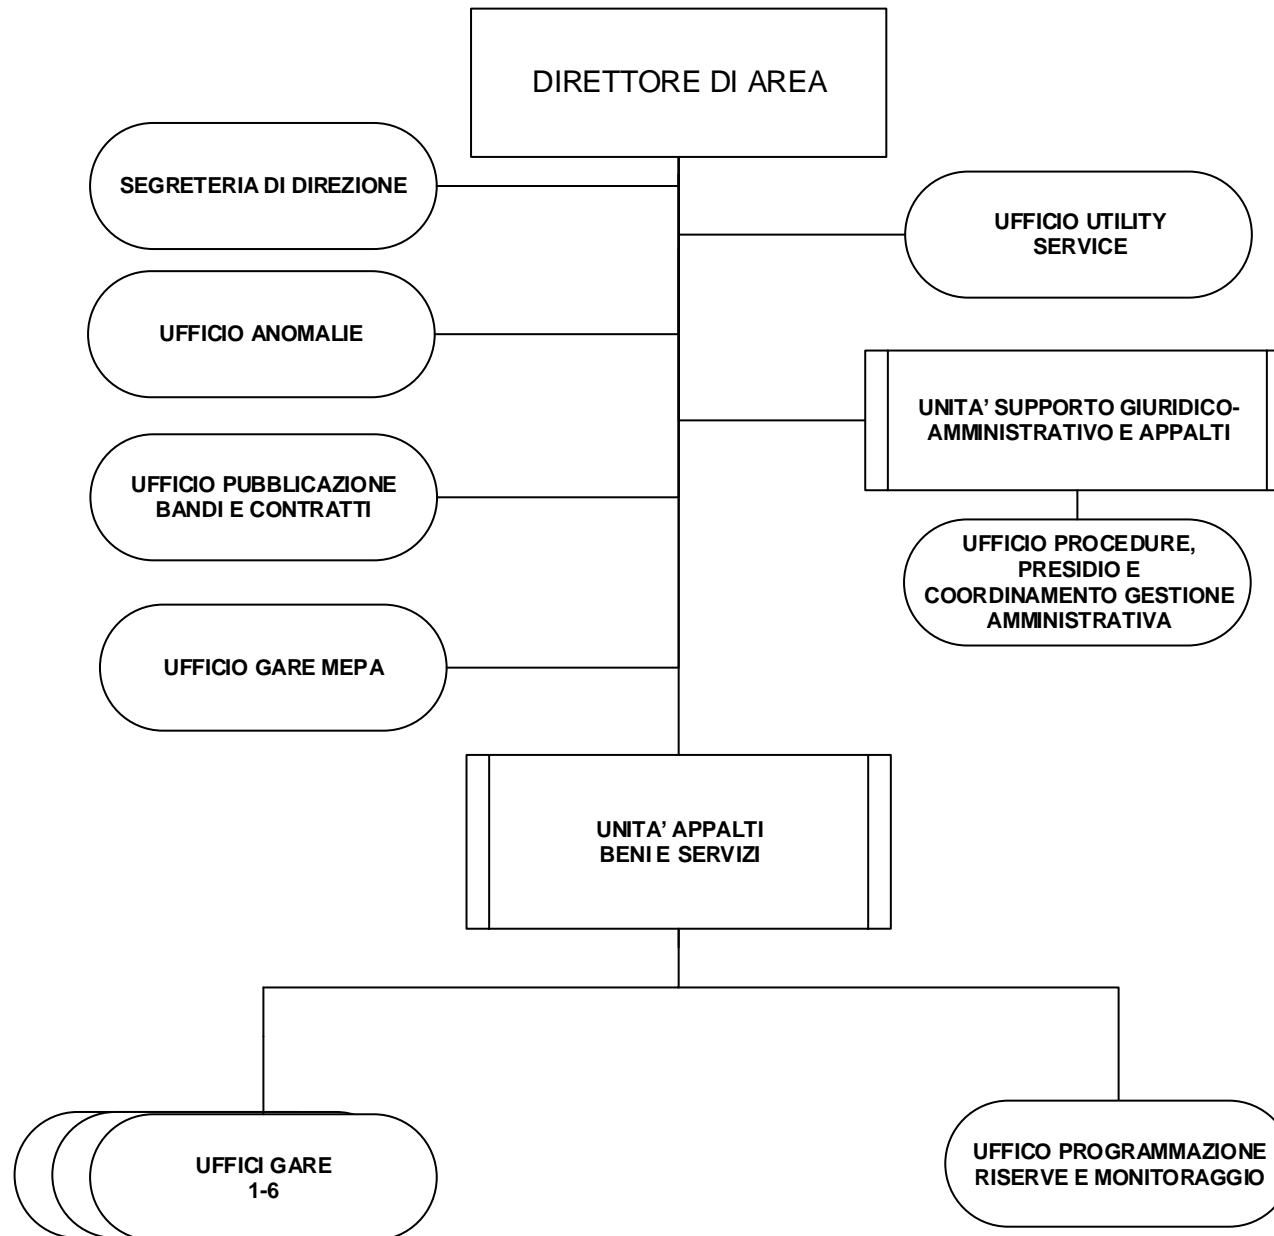 DIRETTORE DI AREA
SEGRETERIA DI DIREZIONE
UFFICIO UTILITY
SERVICE
UFFICIO ANOMALIE
UNITA’ SUPPORTO GIURIDICO-
AMMINISTRATIVO E APPALTI
UFFICIO PUBBLICAZIONE
BANDI E CONTRATTI
UFFICIO PROCEDURE,
PRESIDIO E
COORDINAMENTO GESTIONE
AMMINISTRATIVA
UFFICIO GARE MEPA
UNITA’ APPALTI
BENI E SERVIZI
UFFICI GARE
1-6
UFFICO PROGRAMMAZIONE
RISERVE E MONITORAGGIO